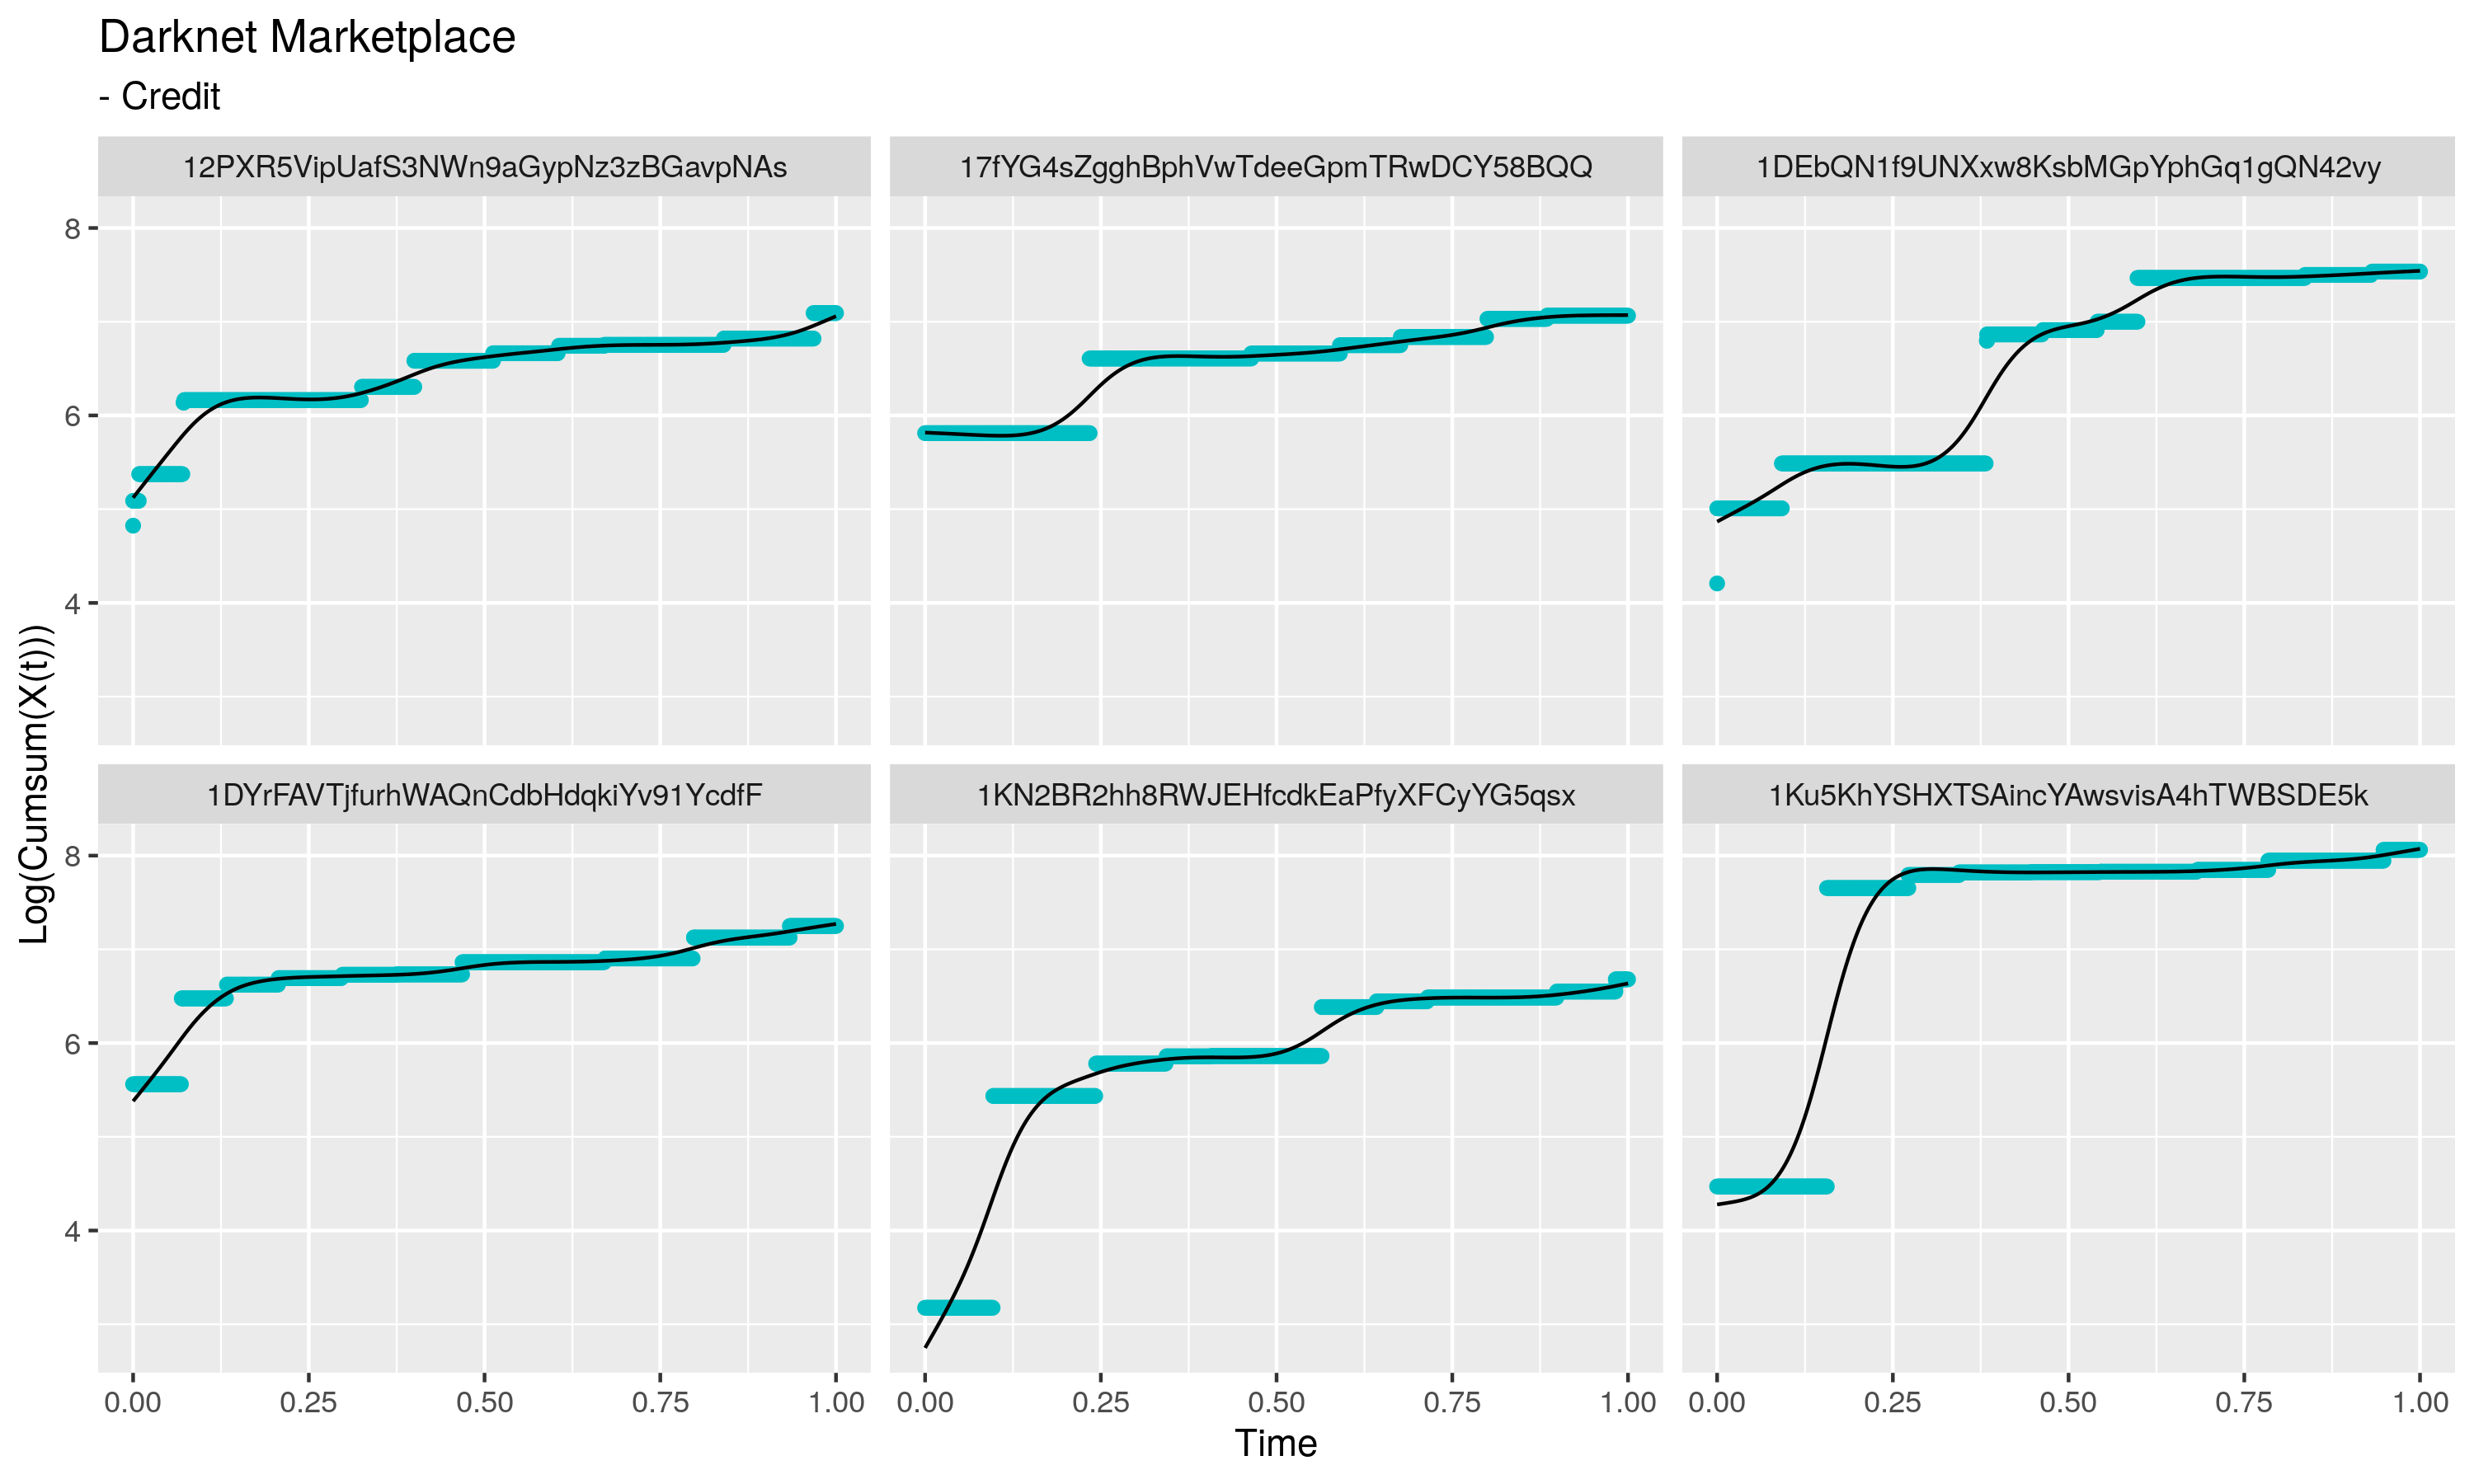 Darknet Marketplace
- Credit
12PXR5VipUafS3NWn9aGypNz3zBGavpNAs
17fYG4sZgghBphVwTdeeGpmTRwDCY58BQQ
1DEbQN1f9UNXxw8KsbMGpYphGq1gQN42vy
8
6
4
1DYrFAVTjfurhWAQnCdbHdqkiYv91YcdfF
1KN2BR2hh8RWJEHfcdkEaPfyXFCyYG5qsx
1Ku5KhYSHXTSAincYAwsvisA4hTWBSDE5k
8
6
4
Log(Cumsum(X(t)))
0.00 0.25 0.50 0.75 1.00
0.00 0.25 0.50 0.75 1.00
0.00 0.25 0.50 0.75 1.00
Time